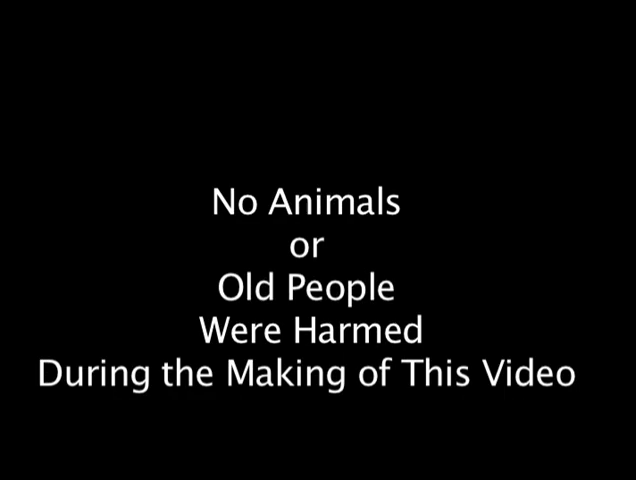 No Animals
or
Old People
Were Harmed
During the Making of This Video